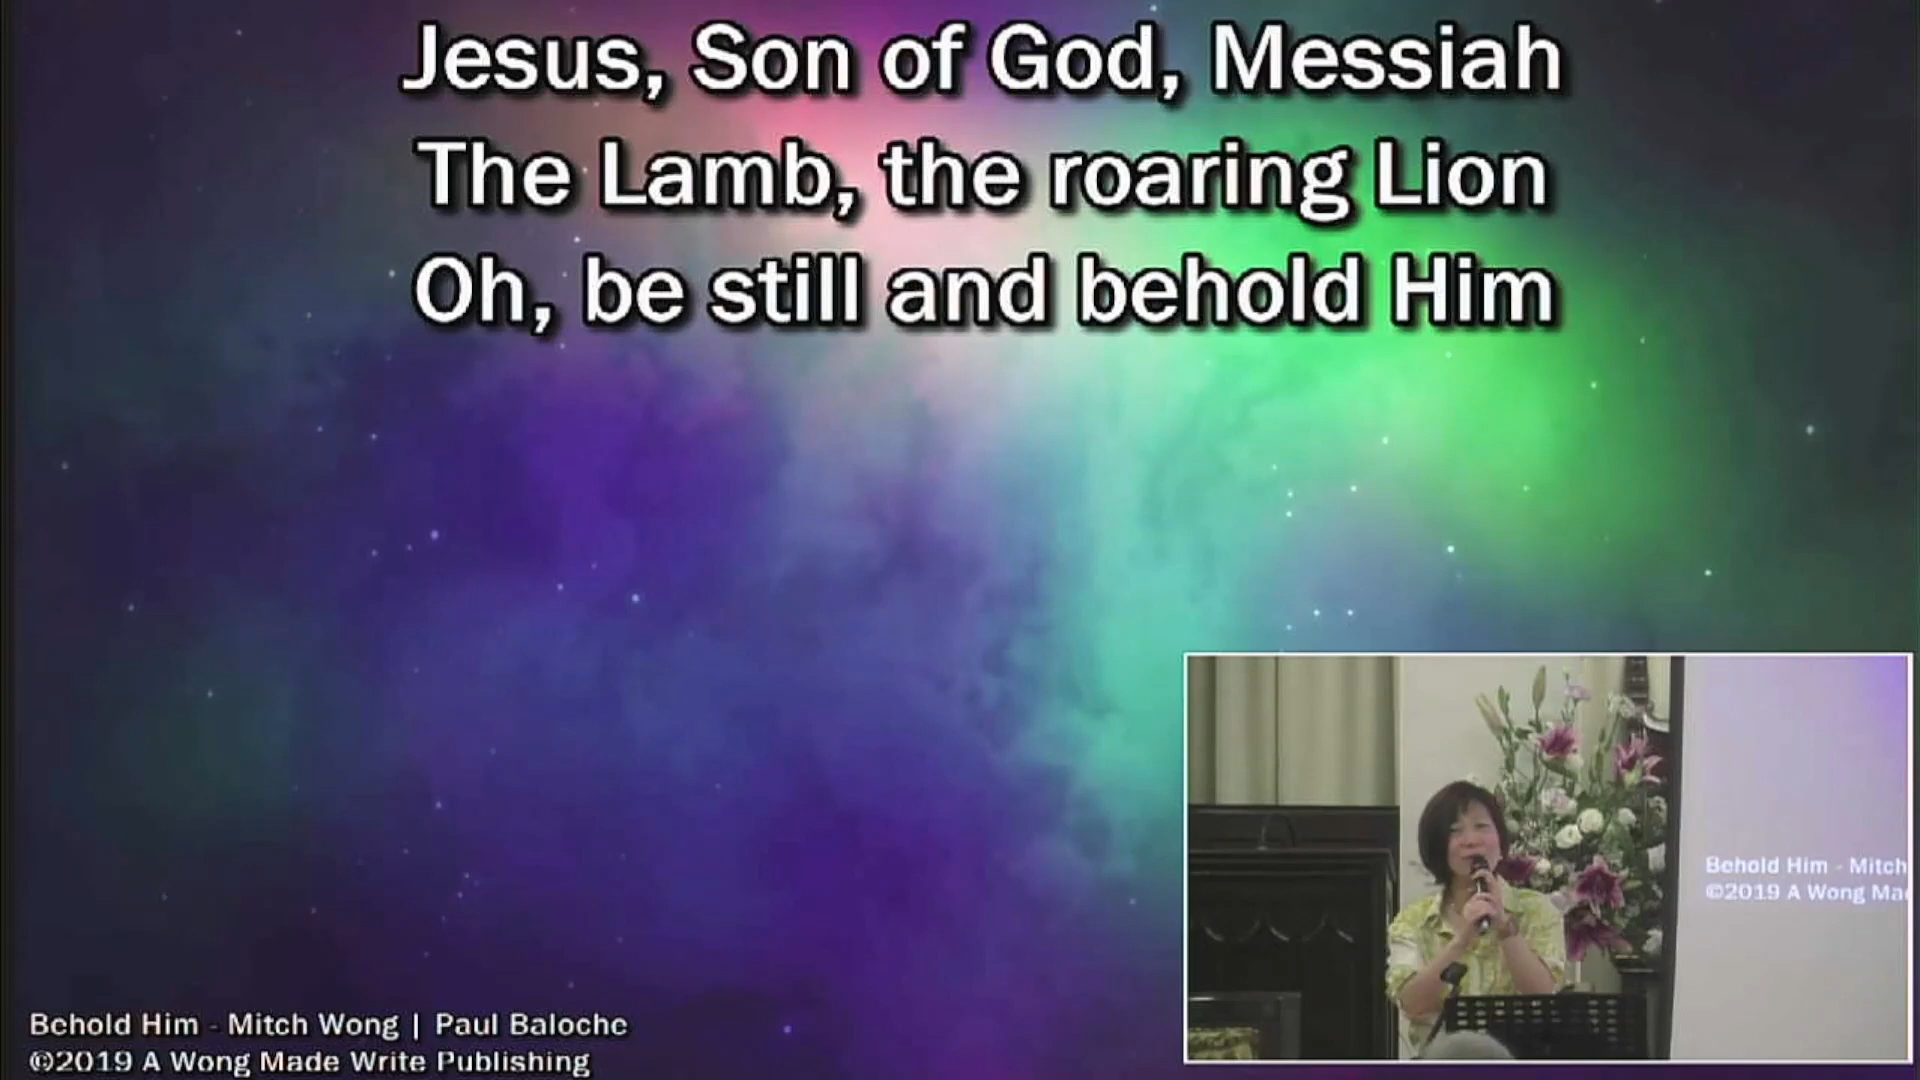 Jesus, Son of God, Messiah
The Lamb, the roaring Lion
Oh, be still and behold Him
Behold Him - Mitch
©2019 A Wong Ma
Behold Him - Mitch Wong | Paul Baloche
©2019 A Wong Made Write Publishing